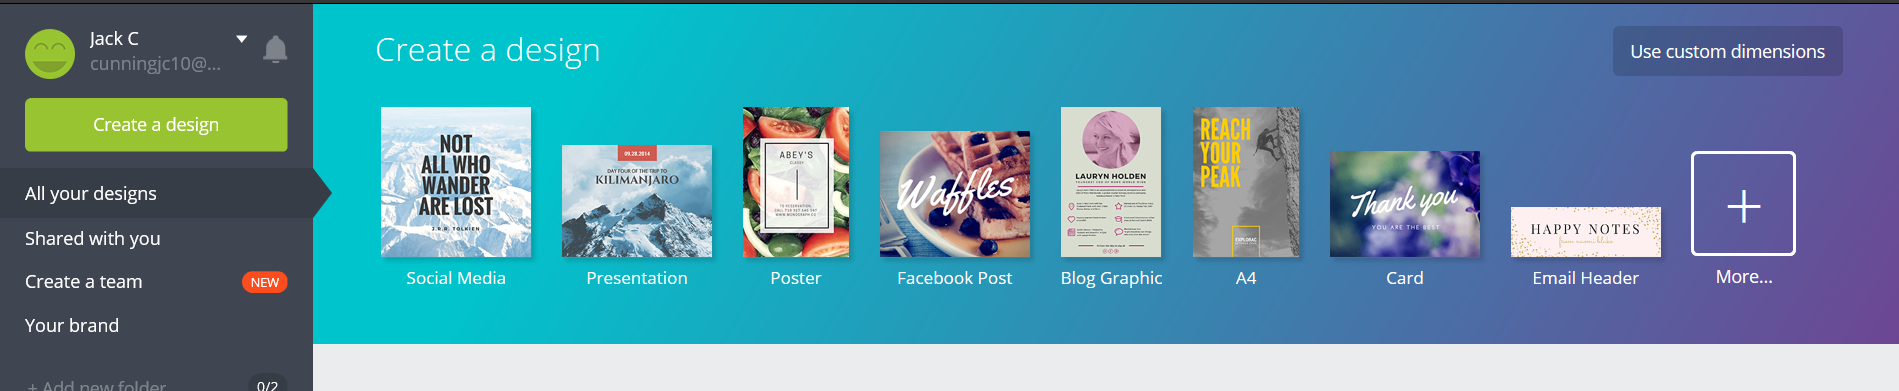 Jack C
cunningjc10@...
Create a design
All your designs
Shared with you
Create a team
NEW
Your brand
+ Add new folder
0/2
Create a design
Use custom dimensions
NOT
ALL WHO
WANDER
ARE LOST
J.R.R. TOLKIEN
Social Media
09.28.2014
DAY FOUR OF THE TRIP TO
KILIMANJARO
Presentation
ABEY'S
Poster
Waffles
Facebook Post
LAURYN HOLDEN
Blog Graphic
REACH
YOUR
PEAK
A4
Thank you
YOU ARE THE BEST
Card
HAPPY NOTES
Email Header
More...